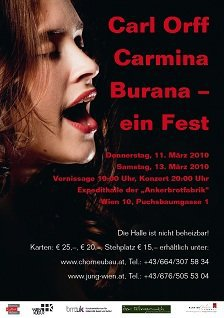 Carl Orff
Carmina
Burana –
ein Fest
Donnerstag, 11. März 2010
Samstag, 13. März 2010
Vernissage 19:00 Uhr, Konzert 20:00 Uhr
Expedithalle der „Ankerbrotfabrik“
Wien 10, Puchsbaumgasse 1
Die Halle ist nicht beheizbar!
Karten: € 25,–, € 20,–, Stehplatz € 15,– erhältlich unter:
www.chorneubau.at, Tel.: +43/664/307 58 34
www.jung-wien.at, Tel.: +43/676/505 53 04